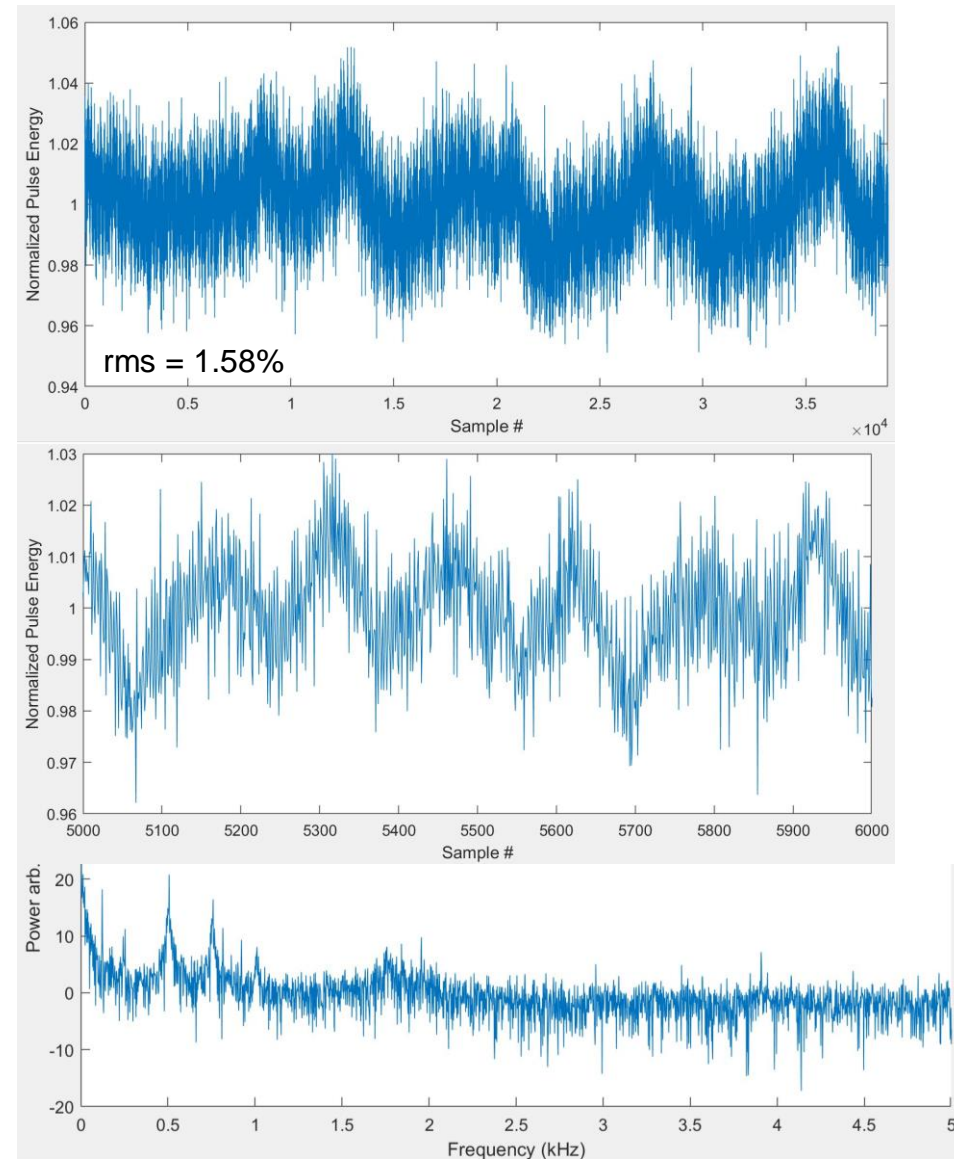 1.06
1.04
1.02
1
0.98
0.96
0.94
Normalized Pulse Energy
rms = 1.58%
0 0.5 1 1.5 2 2.5 3 3.5
Sample #
×10⁴
1.03
1.02
1.01
1
0.99
0.98
0.97
0.96
Normalized Pulse Energy
5000 5100 5200 5300 5400 5500 5600 5700 5800 5900 6000
Sample #
20
10
0
-10
-20
Power arb.
0 0.5 1 1.5 2 2.5 3 3.5 4 4.5 5
Frequency (kHz)